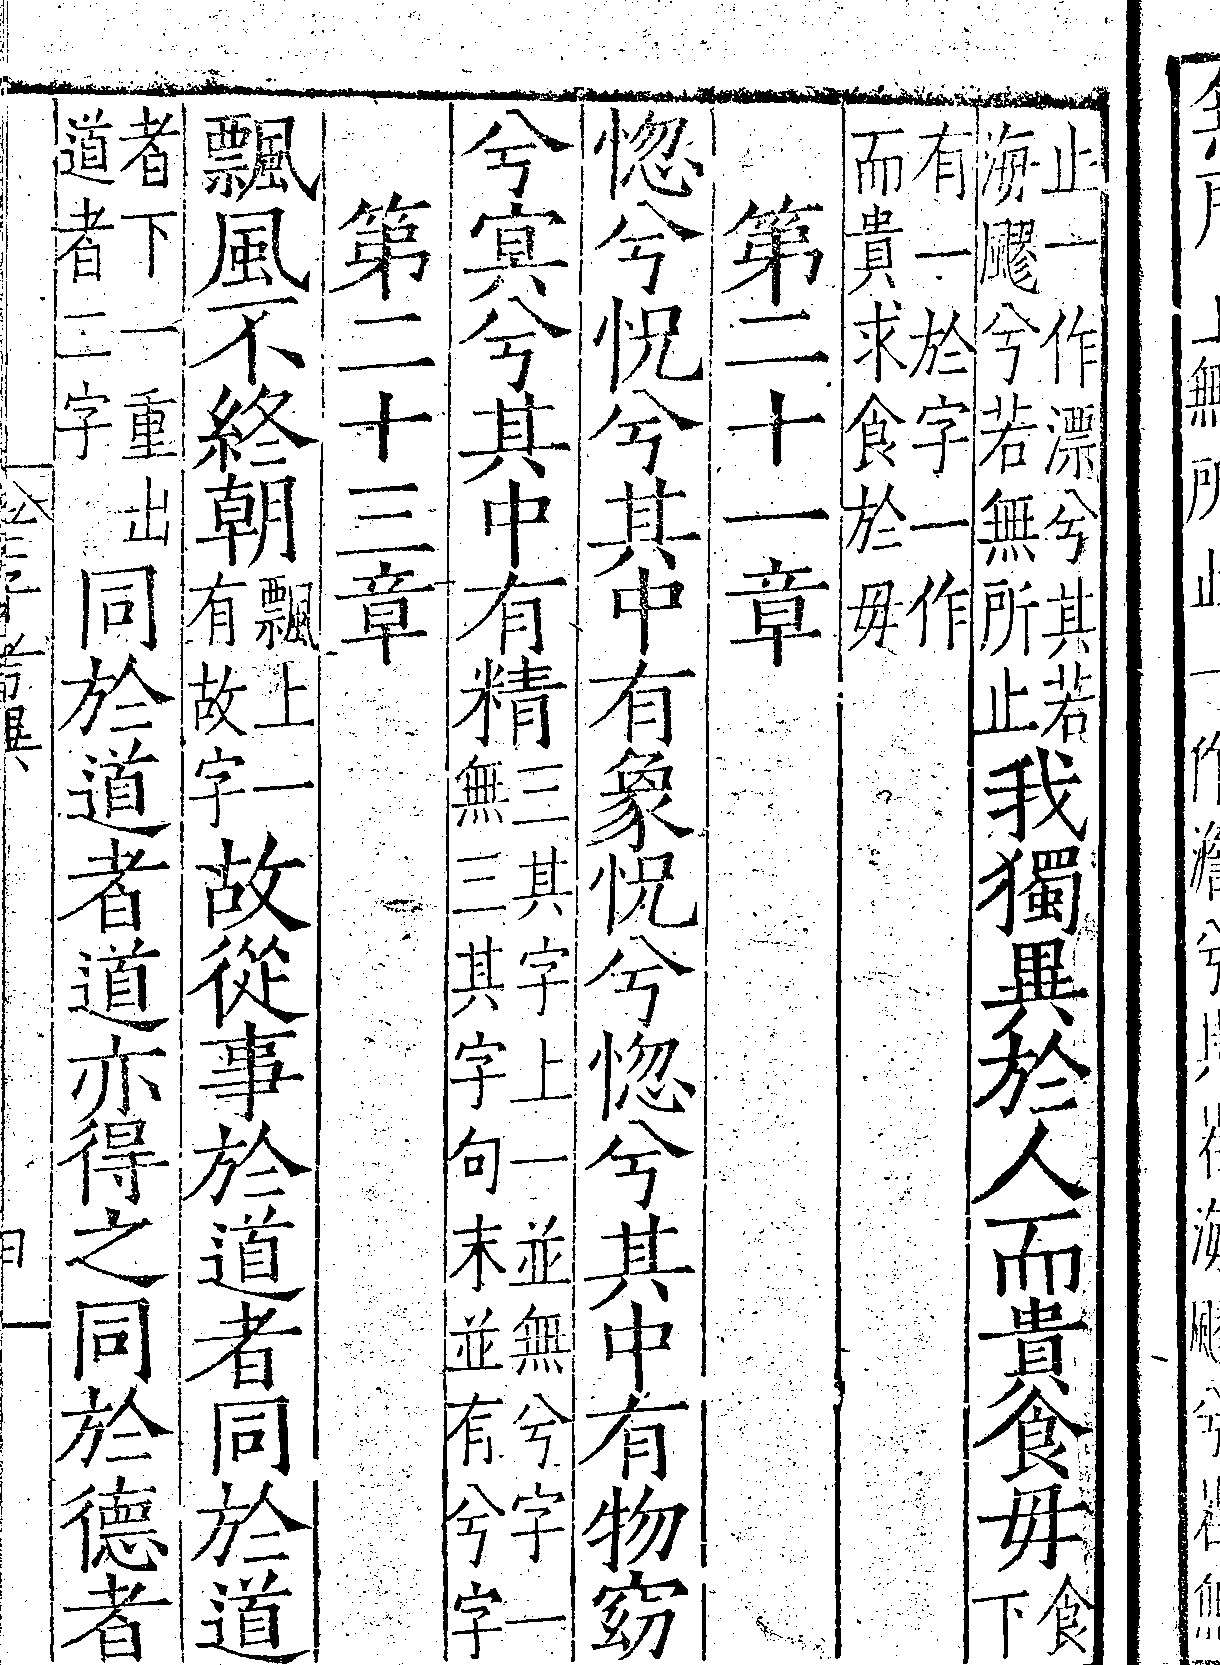 止一作漂兮其若海飂兮若無所止我獨異於人而貴食母食下
有一於字一作而貴求食於母
第二十一章
惚兮怳兮其中有象怳兮惚兮其中有物窈
兮冥兮其中有精三其字上一並無兮字一無三其字句末並有兮字
第二十三章
飄風不終朝飄上一有故字故從事於道者同於道
者下一重出道者二字同於道者道亦得之同於德者